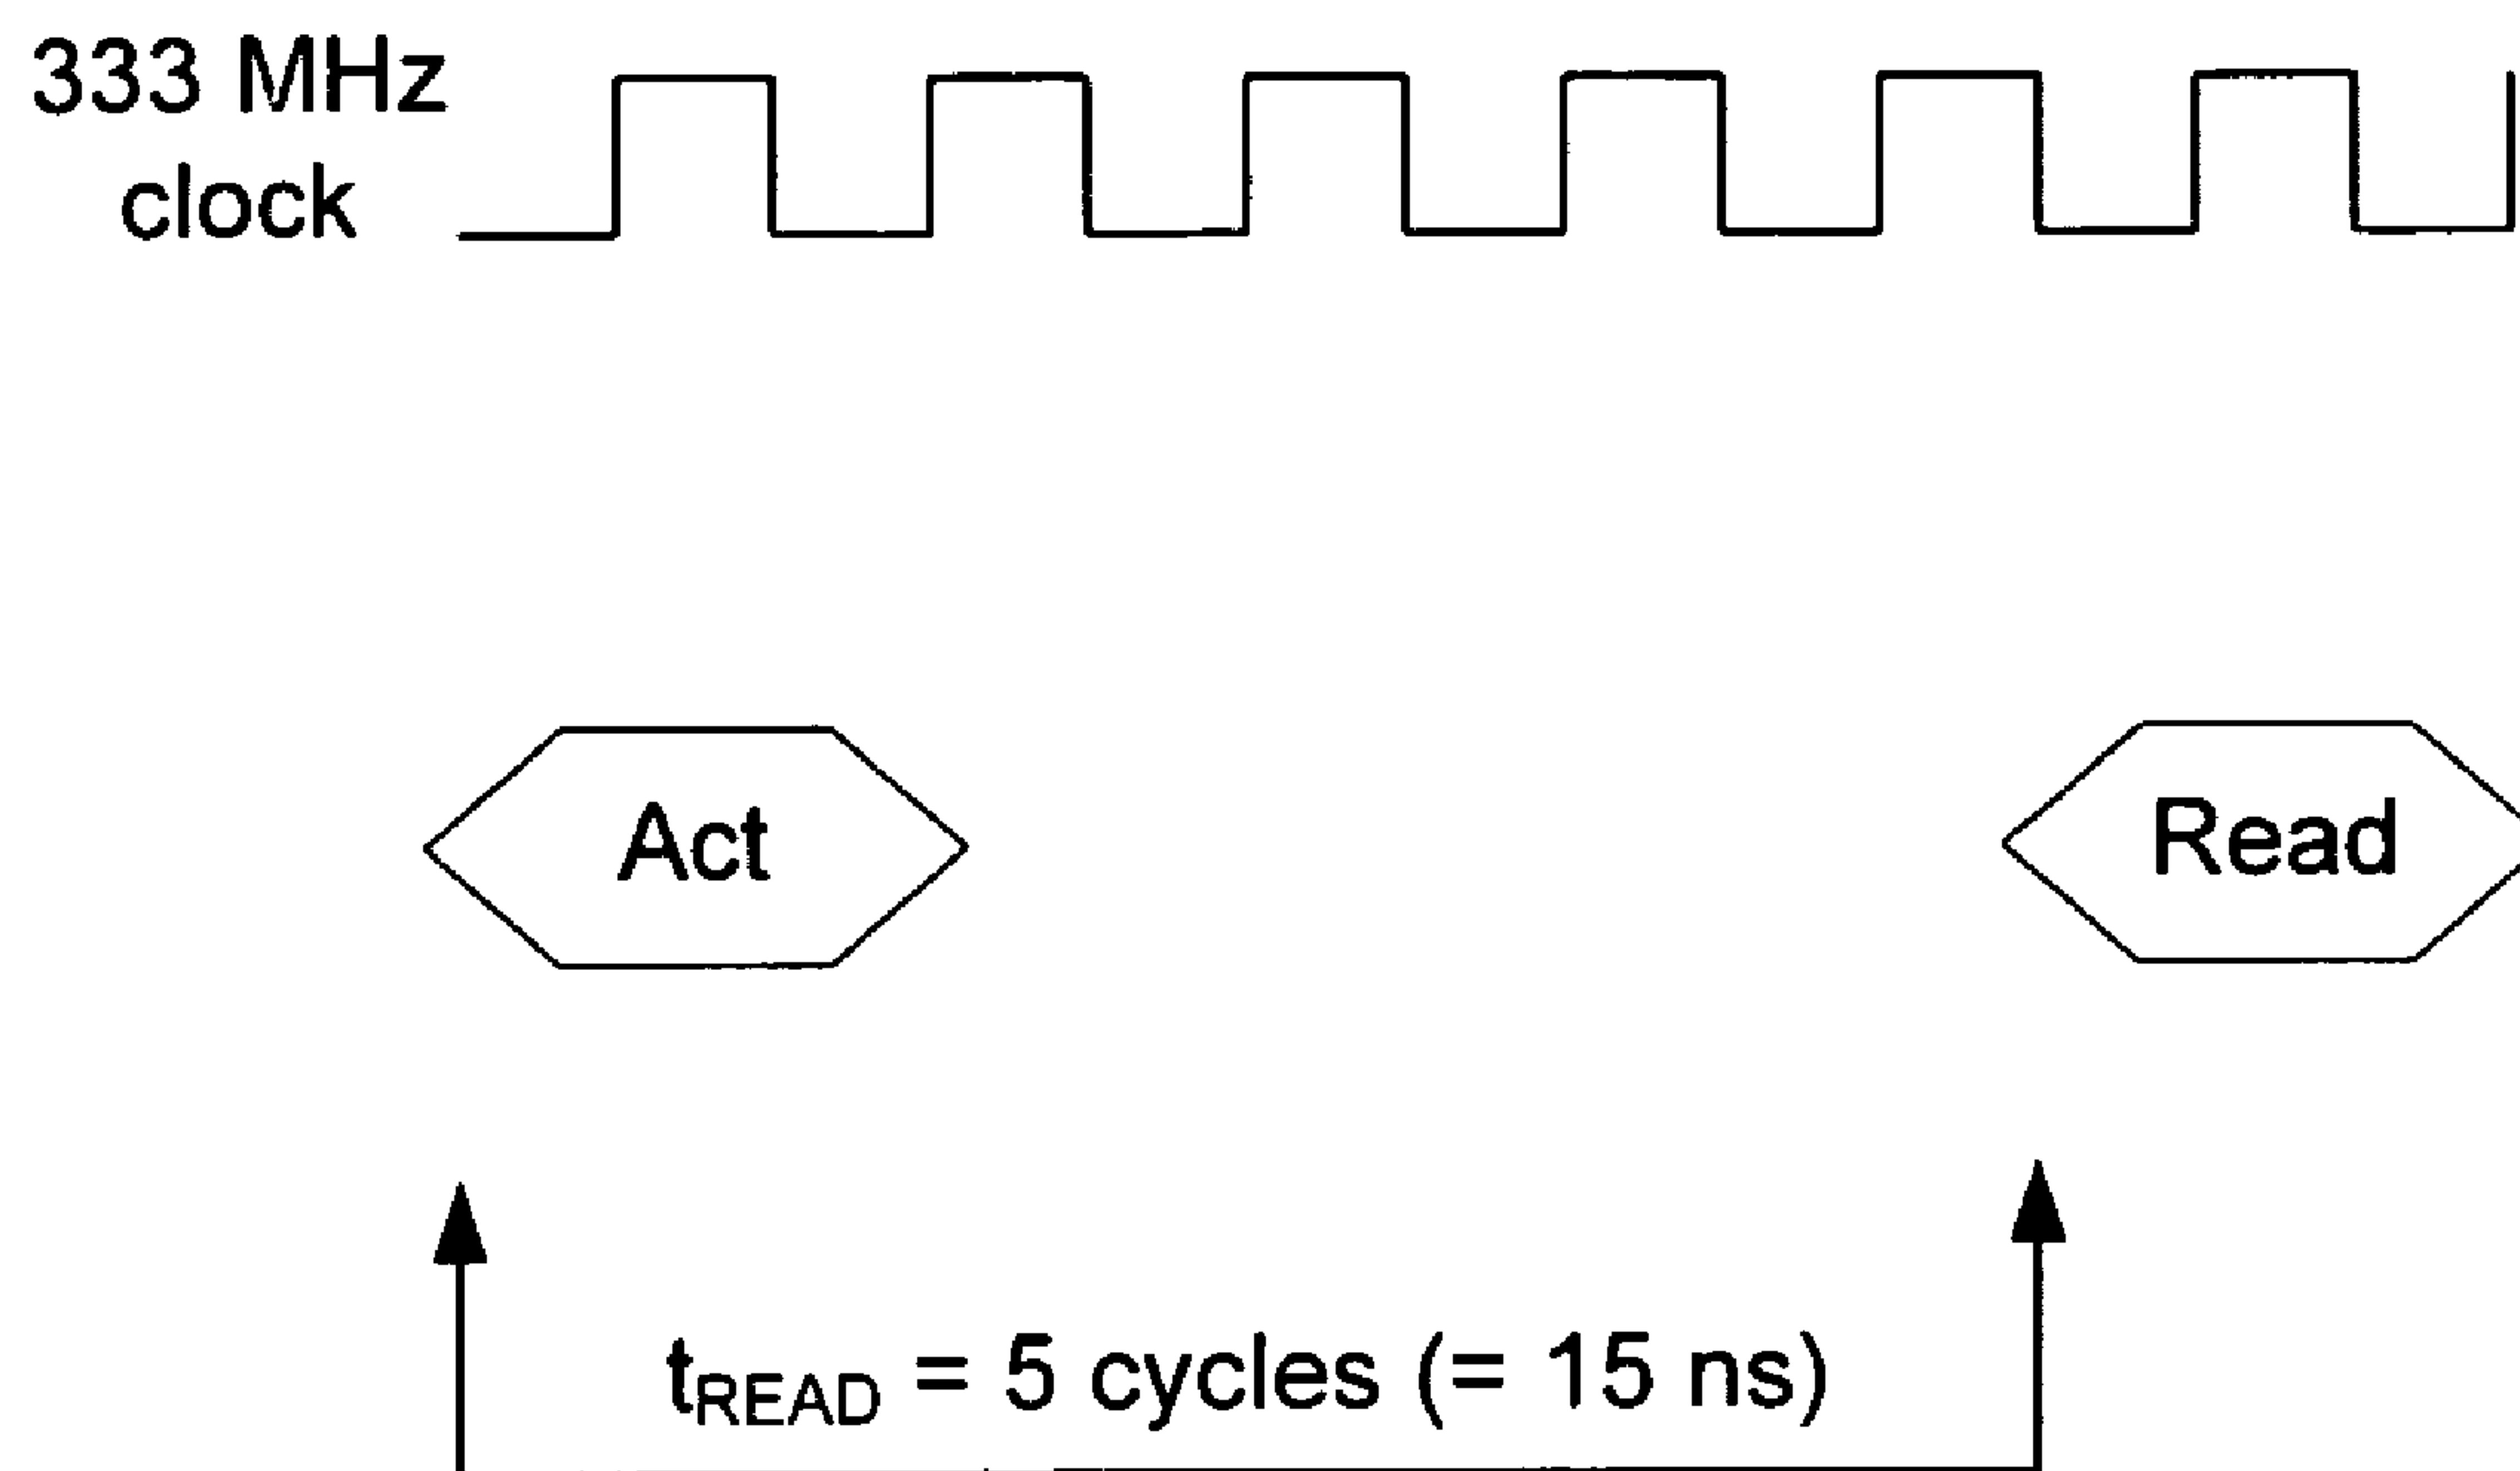 333 MHz
clock
Act
Read
tREAD = 5 cycles (= 15 ns)